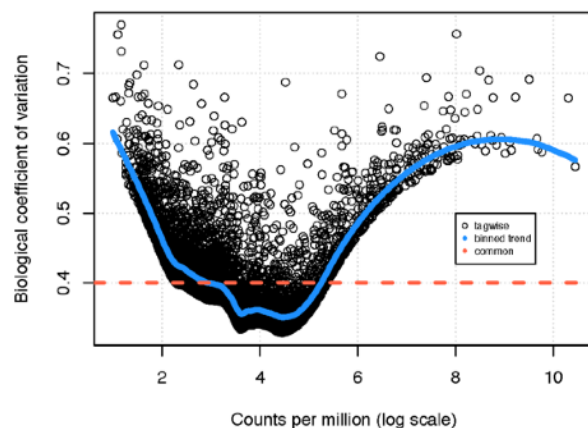 Biological coefficient of variation
0.7
0.6
0.5
0.4
tagwise
binned trend
common
2
4
6
8
10
Counts per million (log scale)